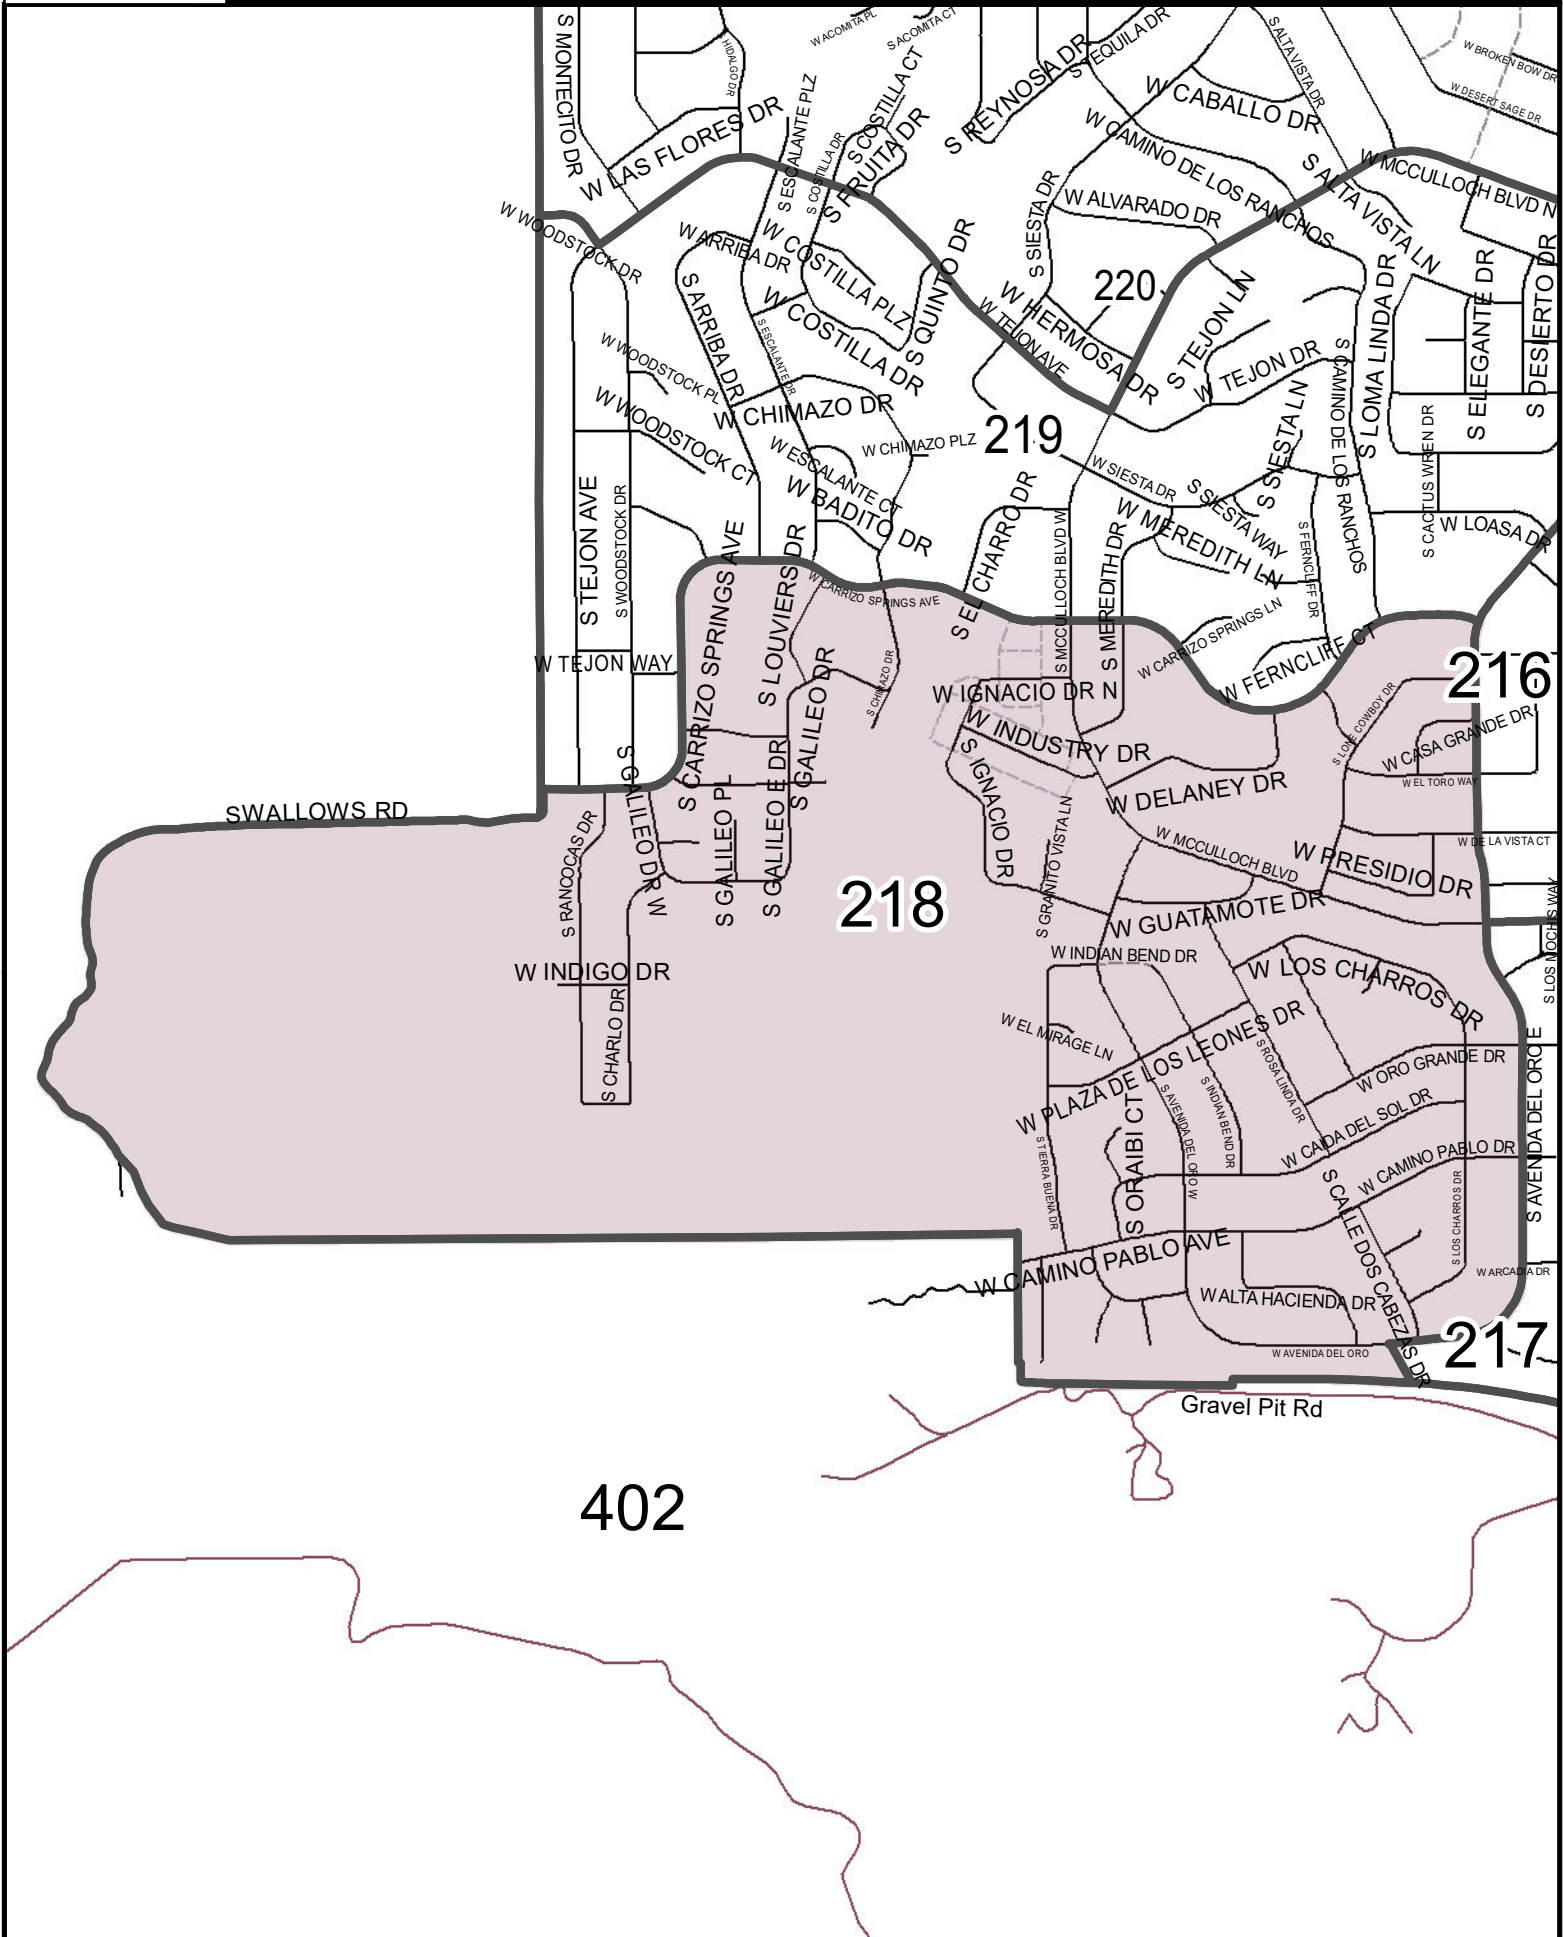 S MONTECITO DR
HIDALGO DR
W ACOMITA PL
S ACOMITA CT
S TEQUILA DR
S REYNOSA DR
S ALTA VISTA DR
W BROKEN BOW DR
W DESERT SAGE DR
W CABALLO DR
W LAS FLORES DR
S ESCALANTE PLZ
S COSTILLA DR
S COSTILLA CT
S FRUITA DR
W CAMINO DE LOS RANCHOS
S ALTA VISTA LN
W MCCULLOCH BLVD N
W WOODSTOCK DR
W ARRIBA DR
W COSTILLA PLZ
S QUINTO DR
S SIESTA DR
W ALVARADO DR
220
S ARRIBA DR
W COSTILLA DR
S ESCALANTE DR
W TEJON AVE
W HERMOSA DR
S TEJON LN
W TEJON DR
S LOMA LINDA DR
S ELEGANTE DR
S DESIERTO DR
W WOODSTOCK PL
W WOODSTOCK CT
W CHIMAZO DR
W CHIMAZO PLZ
219
W ESCALANTE CT
W BADITO DR
W SIESTA DR
S SIESTA LN
S SIESTA WAY
S CAMINO DE LOS RANCHOS
S CACTUS WREN DR
W LOASA DR
S TEJON AVE
S WOODSTOCK DR
S EL CHARRO DR
S MCCULLOCH BLVD W
S MEREDITH DR
W MEREDITH LN
S FERNCLIFF DR
W CARRIZO SPRINGS AVE
W CARRIZO SPRINGS LN
W FERNCLIFF CT
W TEJON WAY
S CARRIZO SPRINGS AVE
S LOUVIERS DR
S GALILEO DR
S CHIMAZO DR
W IGNACIO DR N
W INDUSTRY DR
S LONE COWBOY DR
216
W CASA GRANDE DR
W EL TORO WAY
W DELANEY DR
S IGNACIO DR
S GRANITO VISTA LN
W MCCULLOCH BLVD
W PRESIDIO DR
W DE LA VISTA CT
SWALLOWS RD
S RANCOCAS DR
S GALILEO DR W
S GALILEO PL
S GALILEO E DR
218
W GUATAMOTE DR
W INDIAN BEND DR
W LOS CHARROS DR
S LOS MOCHIS WAY
W INDIGO DR
S CHARLO DR
W EL MIRAGE LN
W PLAZA DE LOS LEONES DR
S ROSA LINDA DR
W ORO GRANDE DR
S AVENIDA DEL ORO E
S AVENIDA DEL ORO W
S INDIAN BEND DR
W CAIDA DEL SOL DR
S TIERRA BUENA DR
S ORAIBI CT
W CAMINO PABLO DR
S LOS CHARROS DR
S CALLE DOS CABEZAS DR
W CAMINO PABLO AVE
W ALTA HACIENDA DR
W ARCADIA DR
W AVENIDA DEL ORO
217
Gravel Pit Rd
402